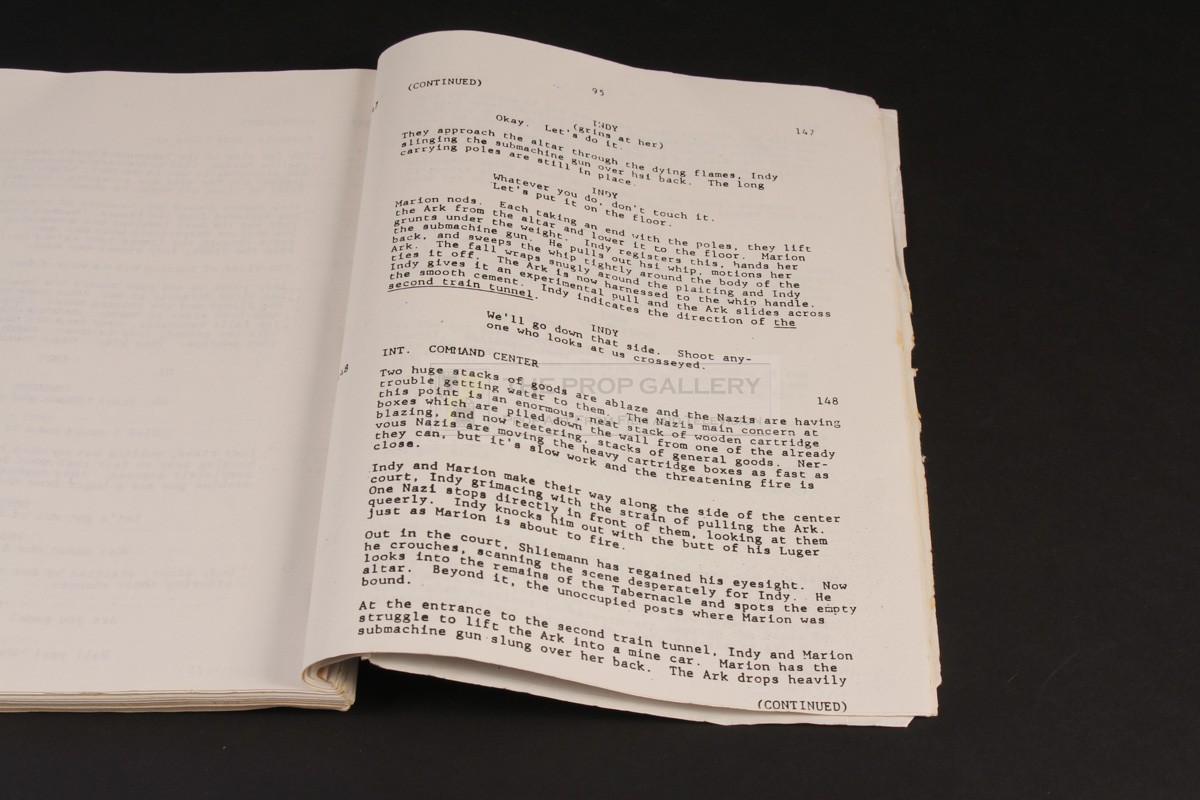 (CONTINUED)
95
147
INDY
(grins at her)
Okay. Let's do it.
They approach the altar through the dying flames, Indy
slinging the submachine gun over hsi back. The long
carrying poles are still in place.
INDY
Whatever you do, don't touch it.
Let's put it on the floor.
Marion nods. Each taking an end with the poles, they lift
the Ark from the altar and lower it to the floor. Marion
grunts under the weight. Indy registers this, hands her
the submachine gun. He pulls out hsi whip, motions her
back, and sweeps the whip tightly around the body of the
Ark. The fall wraps snugly around the plaiting and Indy
ties it off. The Ark is now harnessed to the whip handle.
Indy gives it an experimental pull and the Ark slides across
the smooth cement. Indy indicates the direction of the
second train tunnel.
INDY
We'll go down that side. Shoot any-
one who looks at us crosseyed.
INT. COMMAND CENTER
148
Two huge stacks of goods are ablaze and the Nazis are having
trouble getting water to them. The Nazis main concern at
this point is an enormous, neat stack of wooden cartridge
boxes which are piled down the wall from one of the already
blazing, and now teetering, stacks of general goods. Ner-
vous Nazis are moving the heavy cartridge boxes as fast as
they can, but it's slow work and the threatening fire is
close.
Indy and Marion make their way along the side of the center
court, Indy grimacing with the strain of pulling the Ark.
One Nazi stops directly in front of them, looking at them
queerly. Indy knocks him out with the butt of his Luger
just as Marion is about to fire.
Out in the court, Shliemann has regained his eyesight. Now
he crouches, scanning the scene desperately for Indy. He
looks into the remains of the Tabernacle and spots the empty
altar. Beyond it, the unoccupied posts where Marion was
bound.
At the entrance to the second train tunnel, Indy and Marion
struggle to lift the Ark into a mine car. Marion has the
submachine gun slung over her back. The Ark drops heavily
(CONTINUED)
THE PROP GALLERY